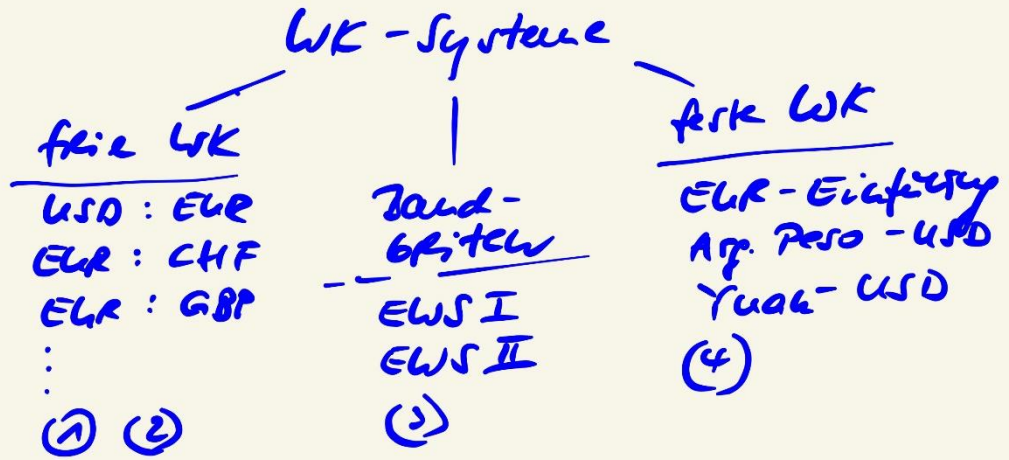 WK-Systeme
freie WK
USD : EUR
EUR : CHF
EUR : GBP
:
(1) (2)
Band-
breiten
EWS I
EWS II
(3)
feste WK
EUR-Einführung
Arg. Peso - USD
Yuan - USD
(4)